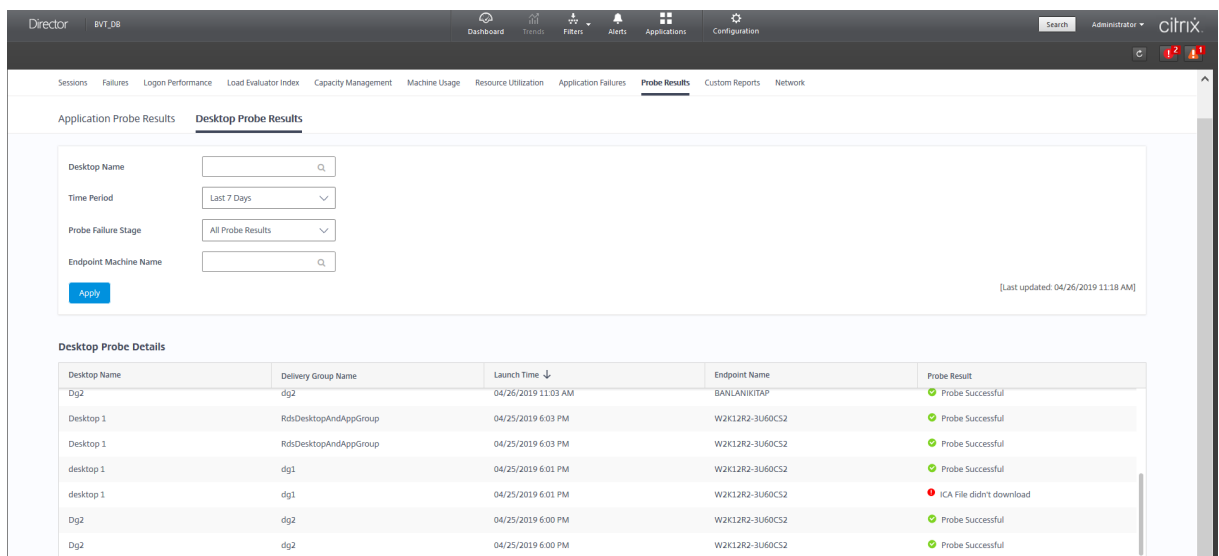 Director BVT_DB Dashboard Trends Filters Alerts Applications Configuration Search Administrator citrix
2 1
Sessions Failures Logon Performance Load Evaluator Index Capacity Management Machine Usage Resource Utilization Application Failures Probe Results Custom Reports Network
Application Probe Results Desktop Probe Results
Desktop Name
Time Period Last 7 Days
Probe Failure Stage All Probe Results
Endpoint Machine Name
Apply [Last updated: 04/26/2019 11:18 AM]
Desktop Probe Details
Desktop Name Delivery Group Name Launch Time Endpoint Name Probe Result
Dg2 dg2 04/26/2019 11:03 AM BANLANIKITAP Probe Successful
Desktop 1 RdsDesktopAndAppGroup 04/25/2019 6:03 PM W2K12R2-3U60CS2 Probe Successful
Desktop 1 RdsDesktopAndAppGroup 04/25/2019 6:03 PM W2K12R2-3U60CS2 Probe Successful
desktop 1 dg1 04/25/2019 6:01 PM W2K12R2-3U60CS2 Probe Successful
desktop 1 dg1 04/25/2019 6:01 PM W2K12R2-3U60CS2 ICA File didn't download
Dg2 dg2 04/25/2019 6:00 PM W2K12R2-3U60CS2 Probe Successful
Dg2 dg2 04/25/2019 6:00 PM W2K12R2-3U60CS2 Probe Successful